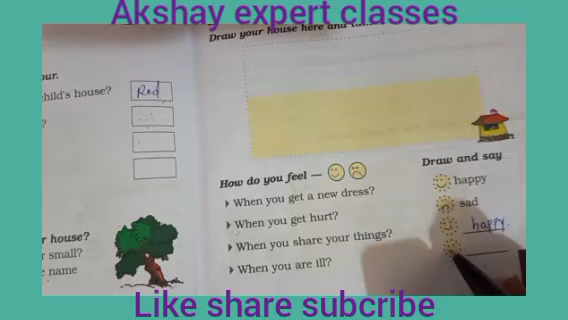 Akshay expert classes
our.
child's house?
Red
?
r house?
r small?
e name
Draw your house here and
How do you feel —
When you get a new dress?
When you get hurt?
When you share your things?
When you are ill?
Draw and say
happy
sad
happy.
Like share subcribe